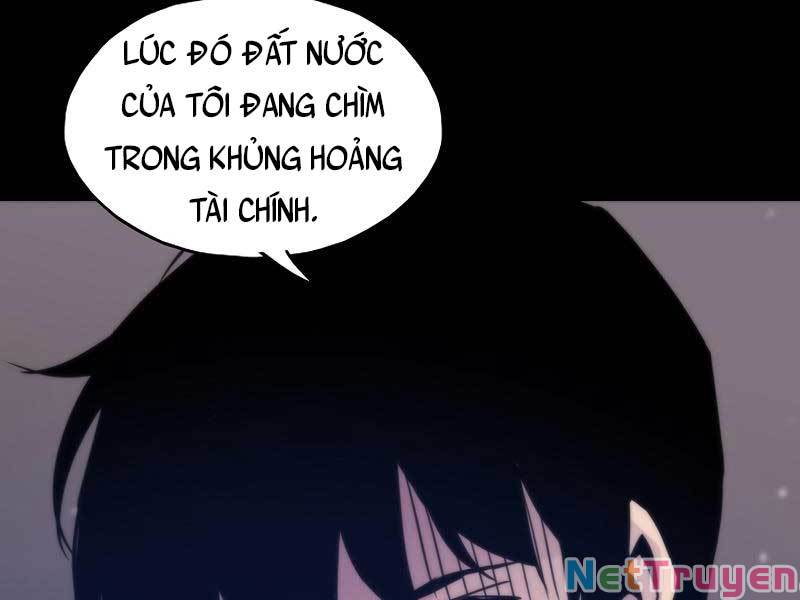 LÚC ĐÓ ĐẤT NƯỚC
CỦA TÔI ĐANG CHÌM
TRONG KHỦNG HOẢNG
TÀI CHÍNH.
NetTruyen